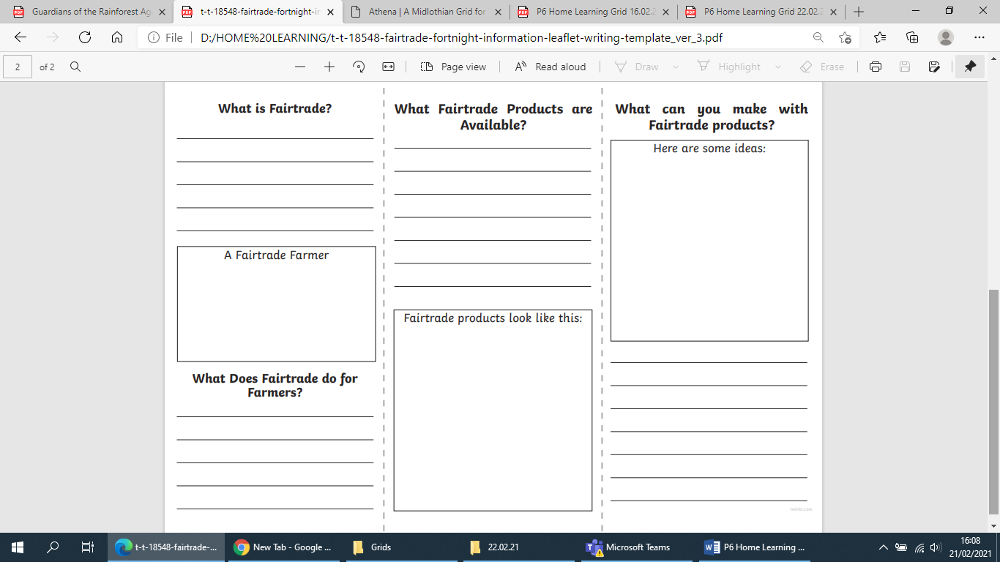 Guardians of the Rainforest Ag
t-t-18548-fairtrade-fortnight-in
Athena | A Midlothian Grid for
P6 Home Learning Grid 16.02.2
P6 Home Learning Grid 22.02.2
File
D:/HOME%20LEARNING/t-t-18548-fairtrade-fortnight-information-leaflet-writing-template_ver_3.pdf
2 of 2
Page view
Read aloud
Draw
Highlight
Erase
What is Fairtrade?
A Fairtrade Farmer
What Does Fairtrade do for
Farmers?
What Fairtrade Products are
Available?
Fairtrade products look like this:
What can you make with
Fairtrade products?
Here are some ideas:
twinkl.com
t-t-18548-fairtrade-...
New Tab - Google ...
Grids
22.02.21
Microsoft Teams
P6 Home Learning ...
16:08
21/02/2021